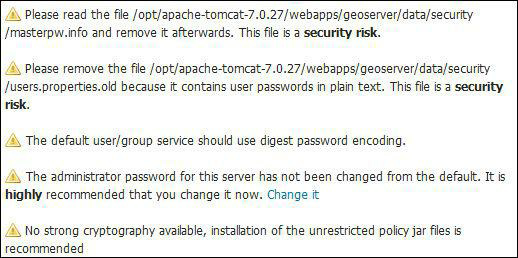 Please read the file /opt/apache-tomcat-7.0.27/webapps/geoserver/data/security
/masterpw.info and remove it afterwards. This file is a security risk.
Please remove the file /opt/apache-tomcat-7.0.27/webapps/geoserver/data/security
/users.properties.old because it contains user passwords in plain text. This file is a security
risk.
The default user/group service should use digest password encoding.
The administrator password for this server has not been changed from the default. It is
highly recommended that you change it now. Change it
No strong cryptography available, installation of the unrestricted policy jar files is
recommended